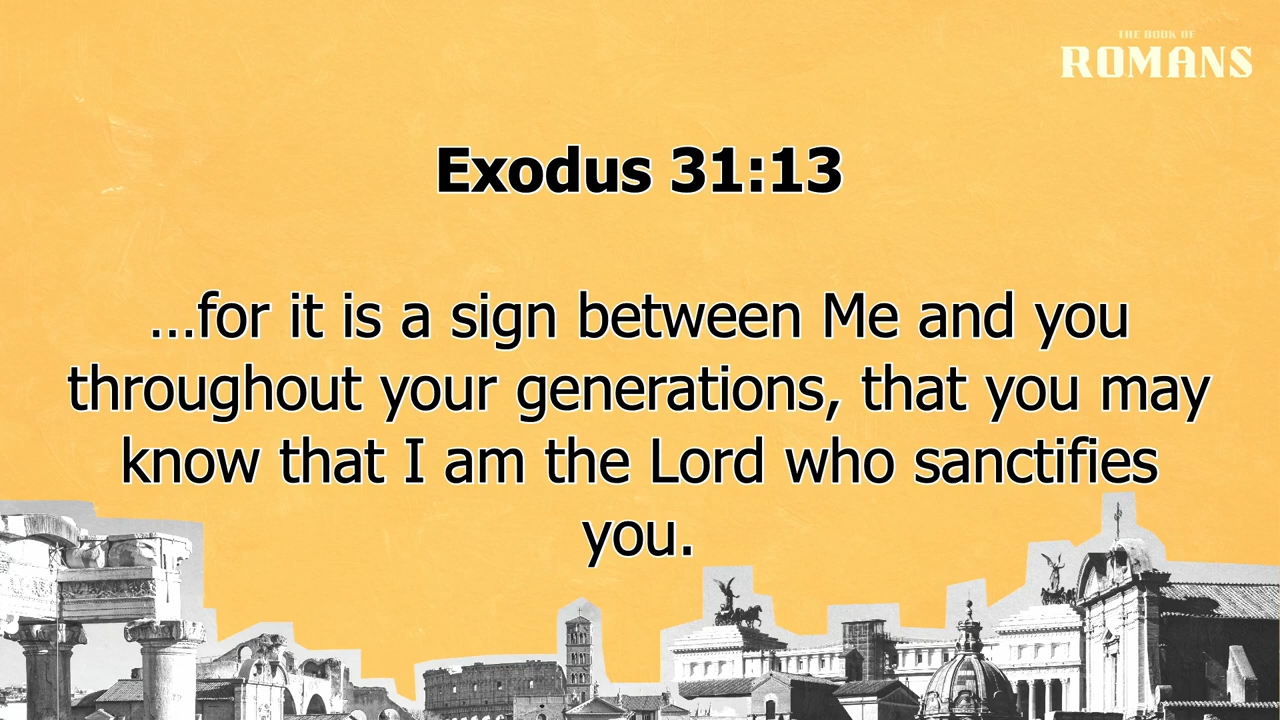 THE BOOK OF
ROMANS
Exodus 31:13
...for it is a sign between Me and you
throughout your generations, that you may
know that I am the Lord who sanctifies
you.